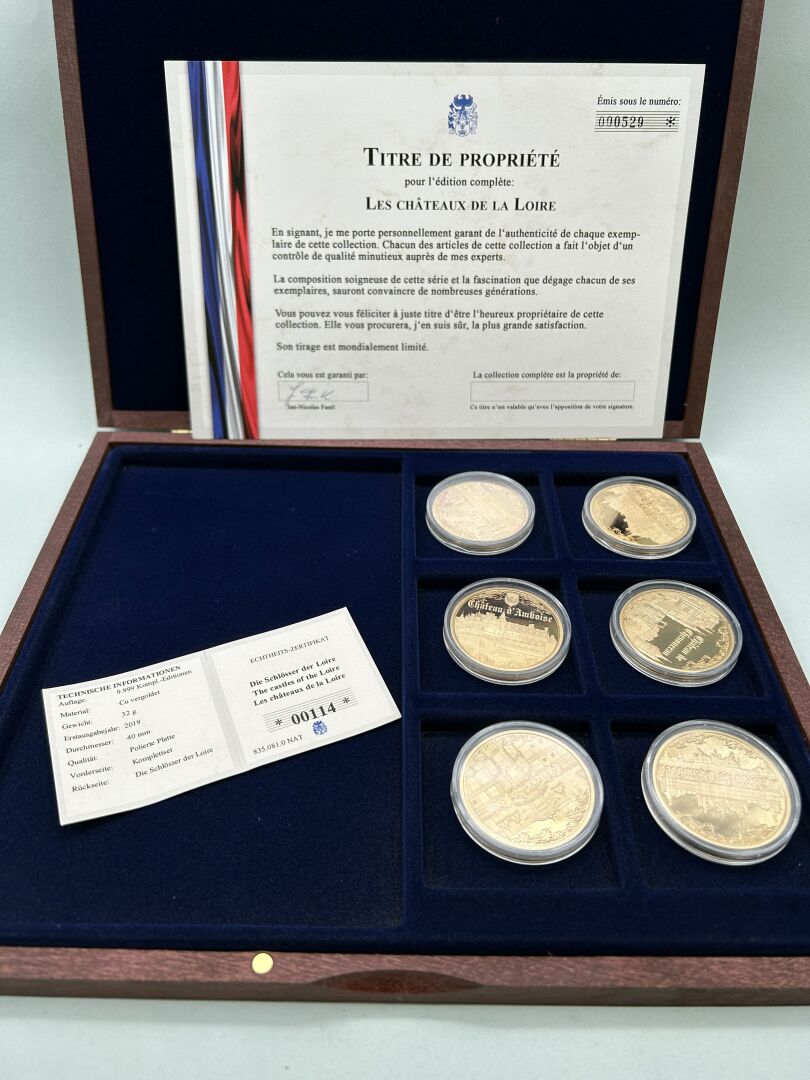 Émis sous le numéro:
000529 *
TITRE DE PROPRIÉTÉ
pour l'édition complète:
LES CHÂTEAUX DE LA LOIRE
En signant, je me porte personnellement garant de l'authenticité de chaque exemp-
laire de cette collection. Chacun des articles de cette collection a fait l'objet d'un
contrôle de qualité minutieux auprès de mes experts.
La composition soigneuse de cette série et la fascination que dégage chacun de ses
exemplaires, sauront convaincre de nombreuses générations.
Vous pouvez vous féliciter à juste titre d'être l'heureux propriétaire de cette
collection. Elle vous procurera, j'en suis sûr, la plus grande satisfaction.
Son tirage est mondialement limité.
Cela vous est garanti par:
Jan-Nicolas Fastl
La collection complète est la propriété de:
Ce titre n'est valable qu'avec l'apposition de votre signature.
TECHNISCHE INFORMATIONEN
Auflage: 9.999 Kompl.-Editionen
Material: Cu vergoldet
Gewicht: 32 g
Erstausgabejahr: 2019
Durchmesser: 40 mm
Qualität: Polierte Platte
Vorderseite: Komplettset
Rückseite: Die Schlösser der Loire
ECHTHEITS-ZERTIFIKAT
Die Schlösser der Loire
The castles of the Loire
Les châteaux de la Loire
* 00114 *
835.081.0 NAT
Château d'Amboise
Château de